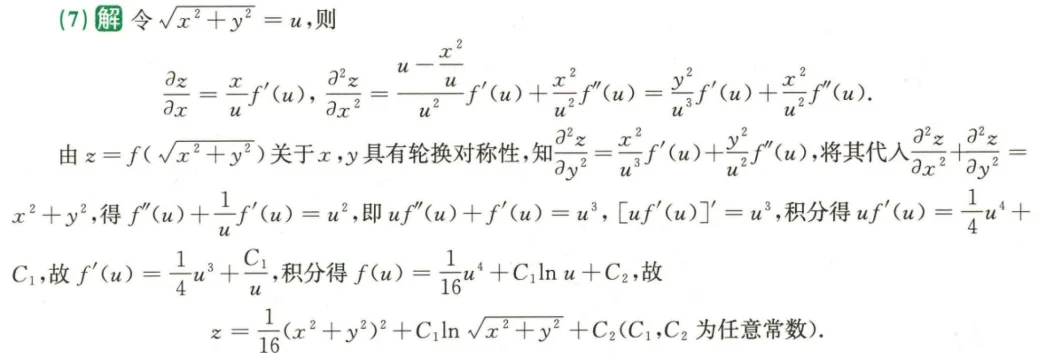 (7) 解 令 $\sqrt{x^2+y^2}=u$,则
$\frac{\partial z}{\partial x}=\frac{x}{u}f'(u),\frac{\partial^2 z}{\partial x^2}=\frac{u-\frac{x^2}{u}}{u^2}f'(u)+\frac{x^2}{u^2}f''(u)=\frac{y^2}{u^3}f'(u)+\frac{x^2}{u^2}f''(u).$
由 $z=f(\sqrt{x^2+y^2})$ 关于 $x,y$ 具有轮换对称性,知 $\frac{\partial^2 z}{\partial y^2}=\frac{x^2}{u^3}f'(u)+\frac{y^2}{u^2}f''(u)$,将其代入 $\frac{\partial^2 z}{\partial x^2}+\frac{\partial^2 z}{\partial y^2}=$
$x^2+y^2$,得 $f''(u)+\frac{1}{u}f'(u)=u^2$,即 $uf''(u)+f'(u)=u^3,[uf'(u)]'=u^3$,积分得 $uf'(u)=\frac{1}{4}u^4+$
$C_1$,故 $f'(u)=\frac{1}{4}u^3+\frac{C_1}{u}$,积分得 $f(u)=\frac{1}{16}u^4+C_1\ln u+C_2$,故
$z=\frac{1}{16}(x^2+y^2)^2+C_1\ln\sqrt{x^2+y^2}+C_2(C_1,C_2$ 为任意常数).